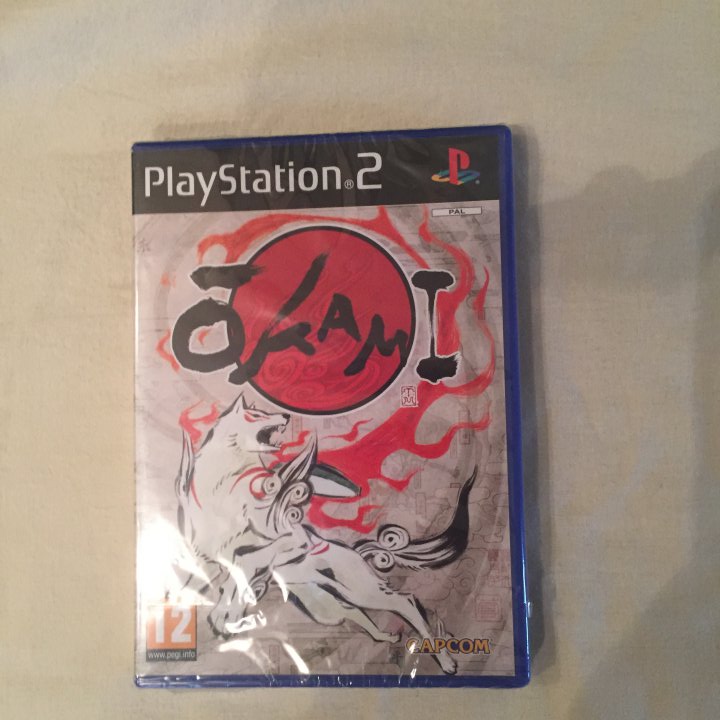 PlayStation®2
PAL
ŌKAMI
12
www.pegi.info
CAPCOM